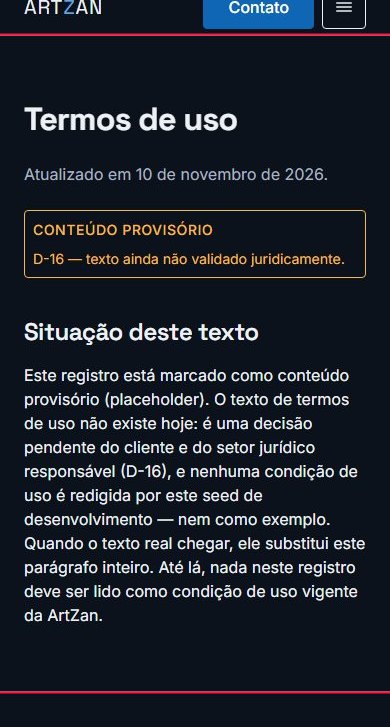 ARTZAN
Contato
Termos de uso
Atualizado em 10 de novembro de 2026.
CONTEÚDO PROVISÓRIO
D-16 — texto ainda não validado juridicamente.
Situação deste texto
Este registro está marcado como conteúdo
provisório (placeholder). O texto de termos
de uso não existe hoje: é uma decisão
pendente do cliente e do setor jurídico
responsável (D-16), e nenhuma condição de
uso é redigida por este seed de
desenvolvimento — nem como exemplo.
Quando o texto real chegar, ele substitui este
parágrafo inteiro. Até lá, nada neste registro
deve ser lido como condição de uso vigente
da ArtZan.